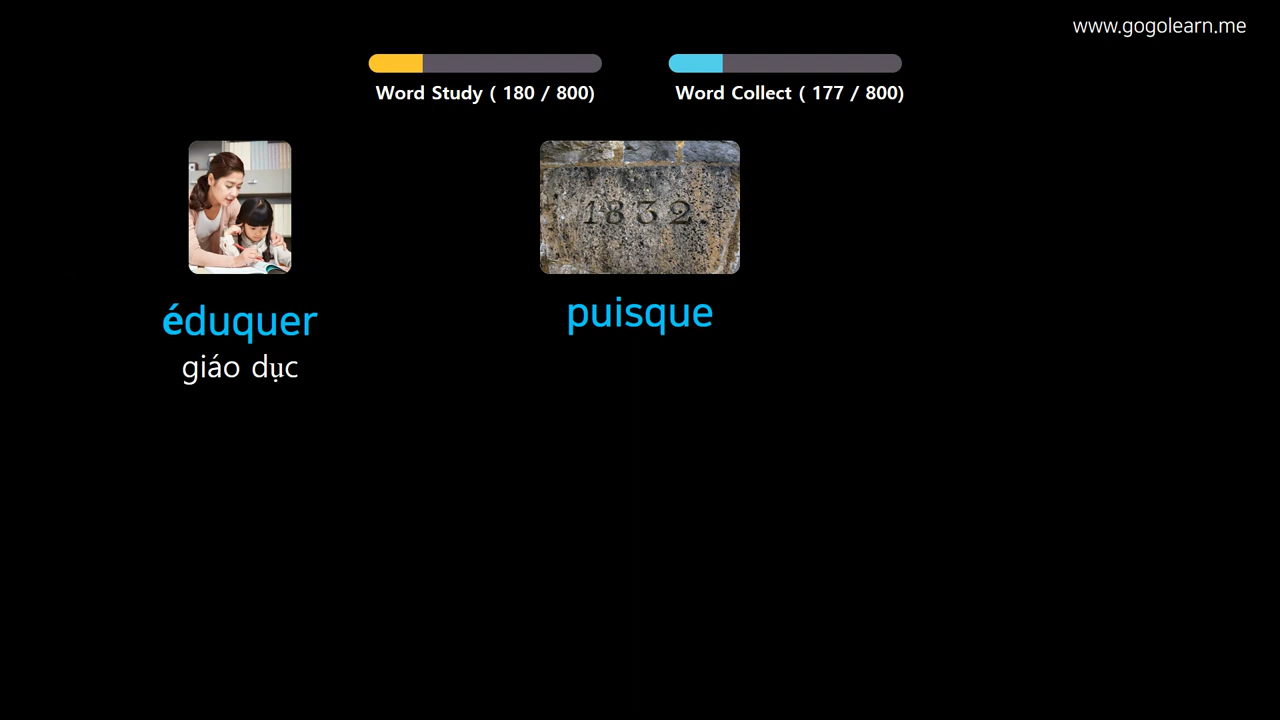 www.gogolearn.me
Word Study ( 180 / 800)
Word Collect ( 177 / 800)
1832.
éduquer
puisque
giáo dục